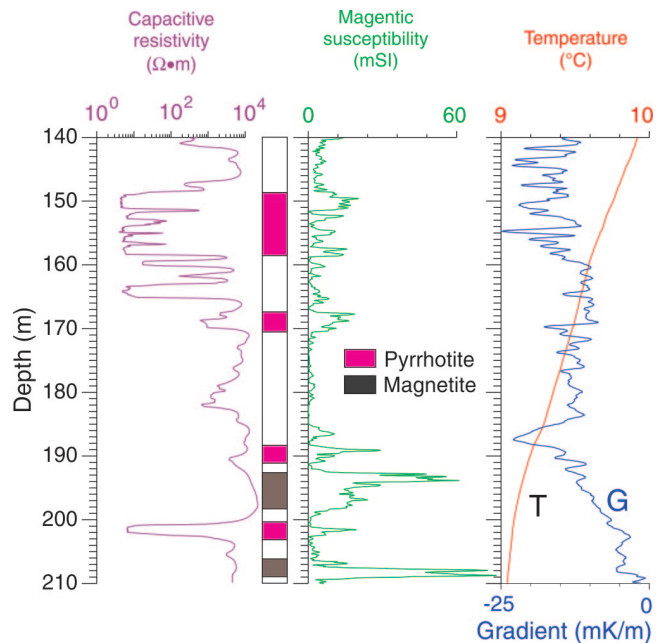 Capacitive
resistivity
(Ω•m)
Magentic
susceptibility
(mSI)
Temperature
(°C)
10⁰ 10² 10⁴
0 60
9 10
140
150
160
170
180
190
200
210
Depth (m)
Pyrrhotite
Magnetite
T
G
-25 0
Gradient (mK/m)